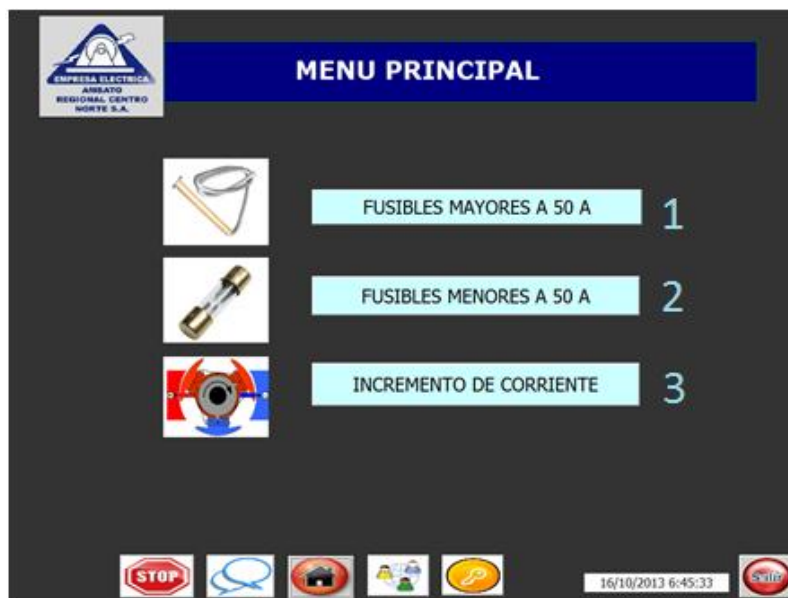 EMPRESA ELECTRICA
AMBATO
REGIONAL CENTRO
NORTE S.A.
MENU PRINCIPAL
FUSIBLES MAYORES A 50 A
1
FUSIBLES MENORES A 50 A
2
INCREMENTO DE CORRIENTE
3
STOP
16/10/2013 6:45:33
Salir